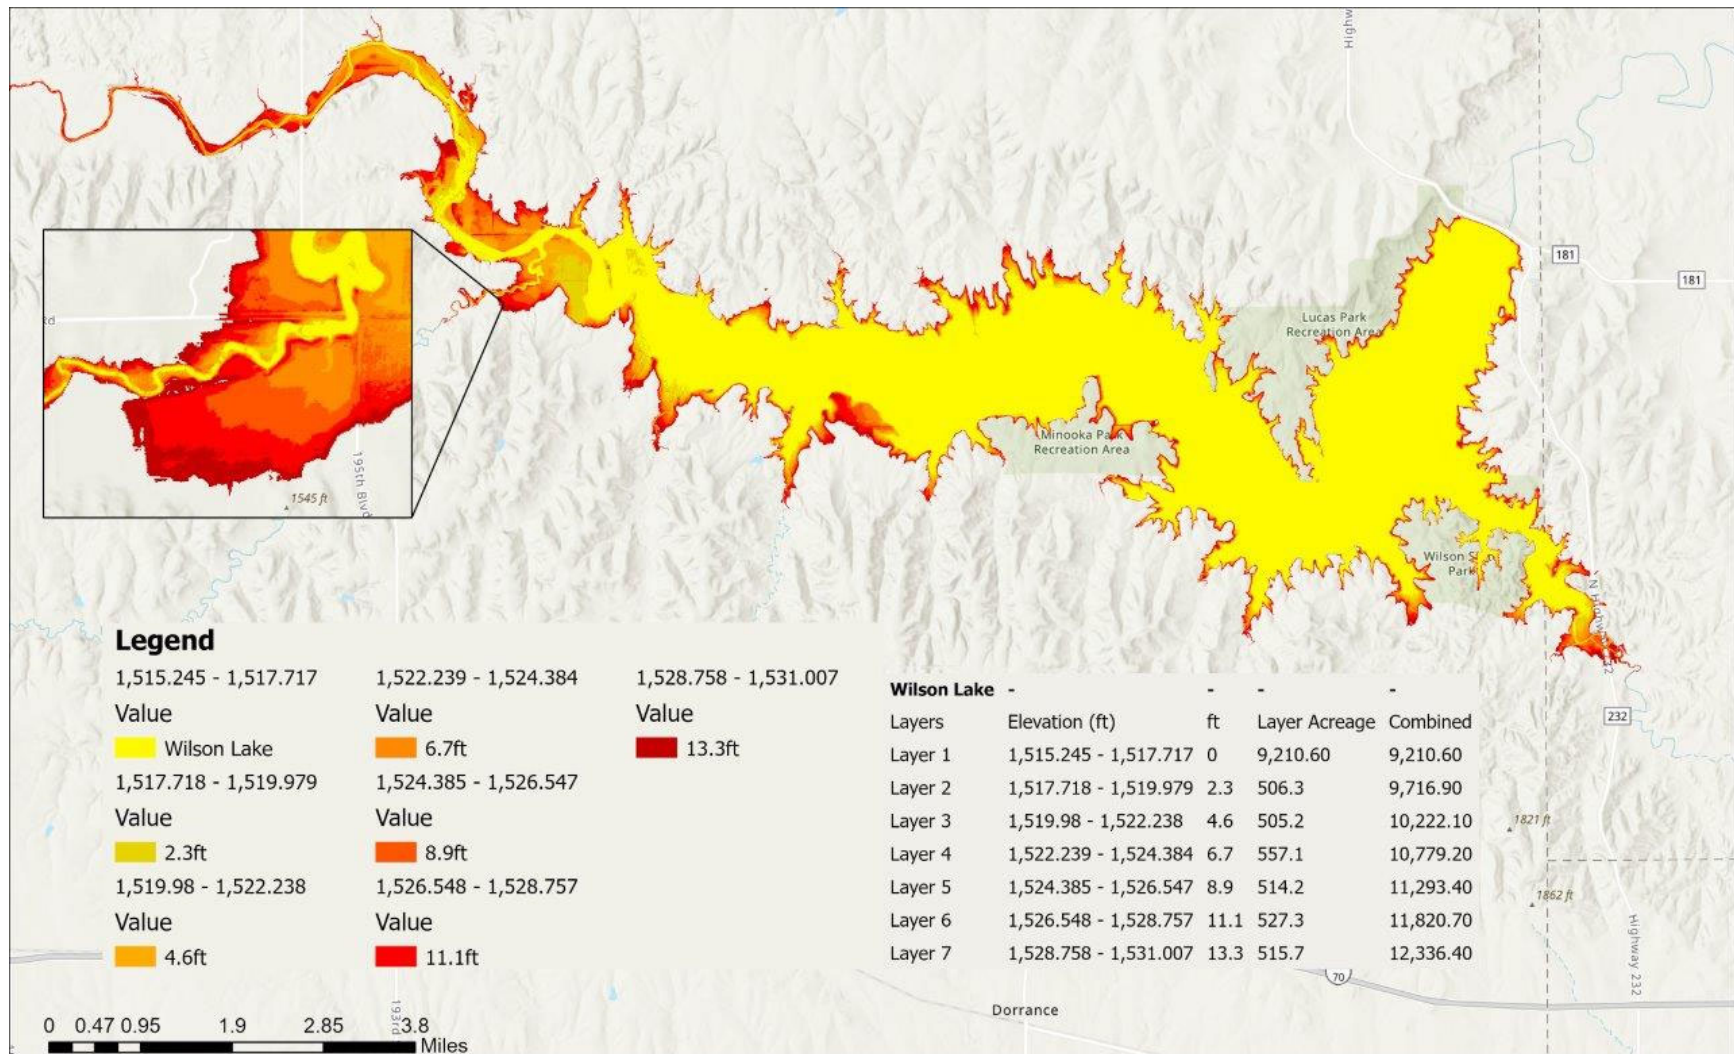 Highw
181
181
Lucas Park
Recreation Area
Minooka Park
Recreation Area
Rd
195th Blvd
1545 ft
Park
N Highway 232
232
Legend
1,515.245 - 1,517.717
Value
Wilson Lake
1,517.718 - 1,519.979
Value
2.3ft
1,519.98 - 1,522.238
Value
4.6ft
1,522.239 - 1,524.384
Value
6.7ft
1,524.385 - 1,526.547
Value
8.9ft
1,526.548 - 1,528.757
Value
11.1ft
1,528.758 - 1,531.007
Value
13.3ft
Wilson Lake - - - -
Layers Elevation (ft) ft Layer Acreage Combined
Layer 1 1,515.245 - 1,517.717 0 9,210.60 9,210.60
Layer 2 1,517.718 - 1,519.979 2.3 506.3 9,716.90
Layer 3 1,519.98 - 1,522.238 4.6 505.2 10,222.10
Layer 4 1,522.239 - 1,524.384 6.7 557.1 10,779.20
Layer 5 1,524.385 - 1,526.547 8.9 514.2 11,293.40
Layer 6 1,526.548 - 1,528.757 11.1 527.3 11,820.70
Layer 7 1,528.758 - 1,531.007 13.3 515.7 12,336.40
1821 ft
1862 ft
Highway 232
70
Dorrance
193rd
0 0.47 0.95 1.9 2.85 3.8
Miles